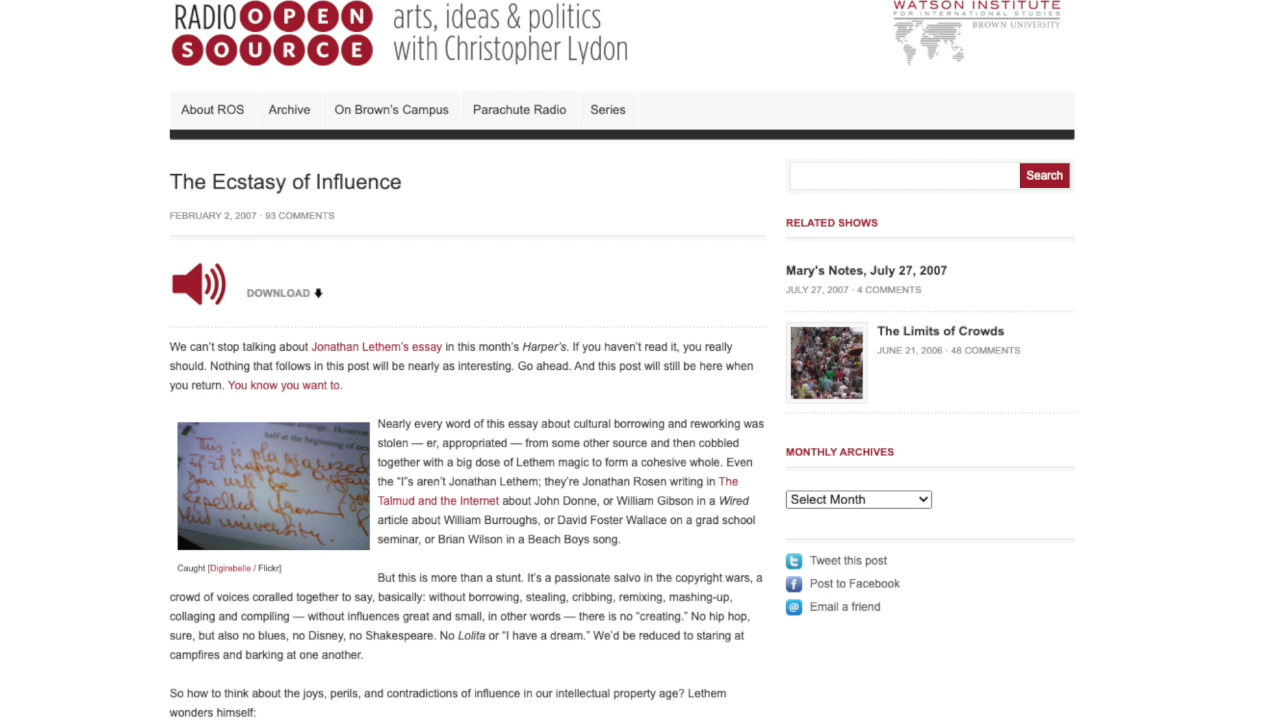 RADIO OPEN
SOURCE
arts, ideas & politics
with Christopher Lydon
WATSON INSTITUTE
FOR INTERNATIONAL STUDIES
BROWN UNIVERSITY
About ROS
Archive
On Brown's Campus
Parachute Radio
Series
The Ecstasy of Influence
FEBRUARY 2, 2007 · 93 COMMENTS
DOWNLOAD
We can't stop talking about Jonathan Lethem's essay in this month's Harper's. If you haven't read it, you really
should. Nothing that follows in this post will be nearly as interesting. Go ahead. And this post will still be here when
you return. You know you want to.
half at the beginning of
This is plagiarized
If it happens again
you will be
expelled from
this university.
Caught [Digirebelle / Flickr]
Nearly every word of this essay about cultural borrowing and reworking was
stolen — er, appropriated — from some other source and then cobbled
together with a big dose of Lethem magic to form a cohesive whole. Even
the “I”s aren't Jonathan Lethem; they're Jonathan Rosen writing in The
Talmud and the Internet about John Donne, or William Gibson in a Wired
article about William Burroughs, or David Foster Wallace on a grad school
seminar, or Brian Wilson in a Beach Boys song.
But this is more than a stunt. It's a passionate salvo in the copyright wars, a
crowd of voices coralled together to say, basically: without borrowing, stealing, cribbing, remixing, mashing-up,
collaging and compiling — without influences great and small, in other words — there is no “creating.” No hip hop,
sure, but also no blues, no Disney, no Shakespeare. No Lolita or “I have a dream.” We'd be reduced to staring at
campfires and barking at one another.
So how to think about the joys, perils, and contradictions of influence in our intellectual property age? Lethem
wonders himself:
Search
RELATED SHOWS
Mary's Notes, July 27, 2007
JULY 27, 2007 · 4 COMMENTS
The Limits of Crowds
JUNE 21, 2006 · 48 COMMENTS
MONTHLY ARCHIVES
Select Month
Tweet this post
Post to Facebook
Email a friend